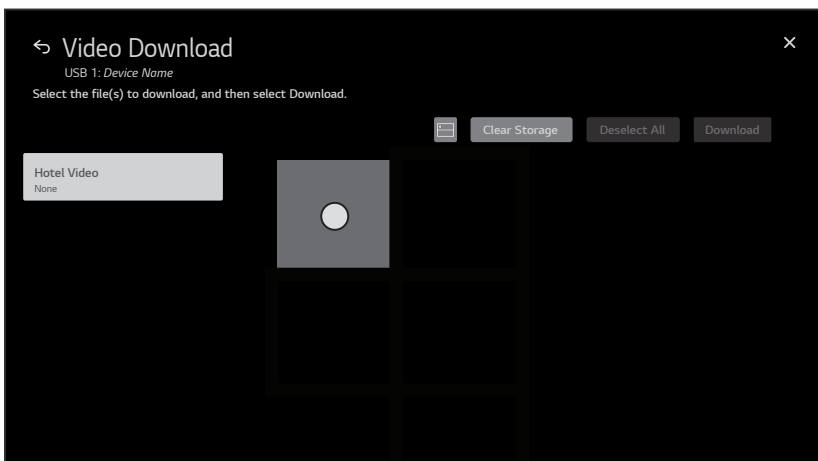 Video Download
USB 1: Device Name
Select the file(s) to download, and then select Download.
Clear Storage
Deselect All
Download
Hotel Video
None